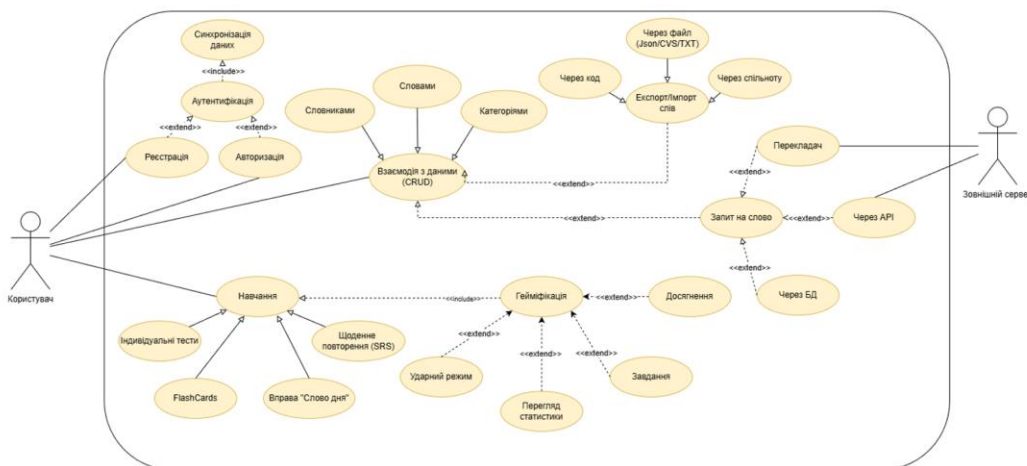 Синхронізація
даних
<<include>>
Аутентифікація
<<extend>>
<<extend>>
Реєстрація
Авторизація
Словниками
Словами
Категоріями
Взаємодія з даними
(CRUD)
Через файл
(Json/CVS/TXT)
Через код
Через спільноту
Експорт/Імпорт
слів
<<extend>>
Перекладач
<<extend>>
<<extend>>
Запит на слово
<<extend>>
Через API
<<extend>>
Через БД
Користувач
Зовнішній серве
Навчання
<<include>>
Гейміфікація
<<extend>>
Досягнення
Індивідуальні тести
Щоденне
повторення (SRS)
FlashCards
Вправа "Слово дня"
<<extend>>
<<extend>>
<<extend>>
Ударний режим
Перегляд
статистики
Завдання